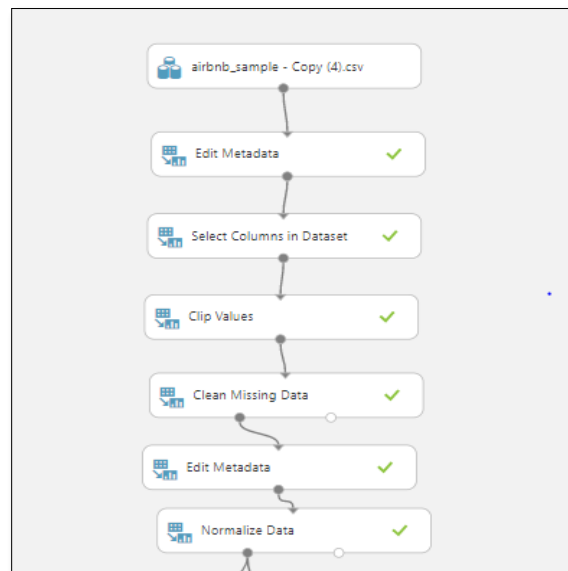 airbnb_sample - Copy (4).csv
Edit Metadata
Select Columns in Dataset
Clip Values
Clean Missing Data
Edit Metadata
Normalize Data